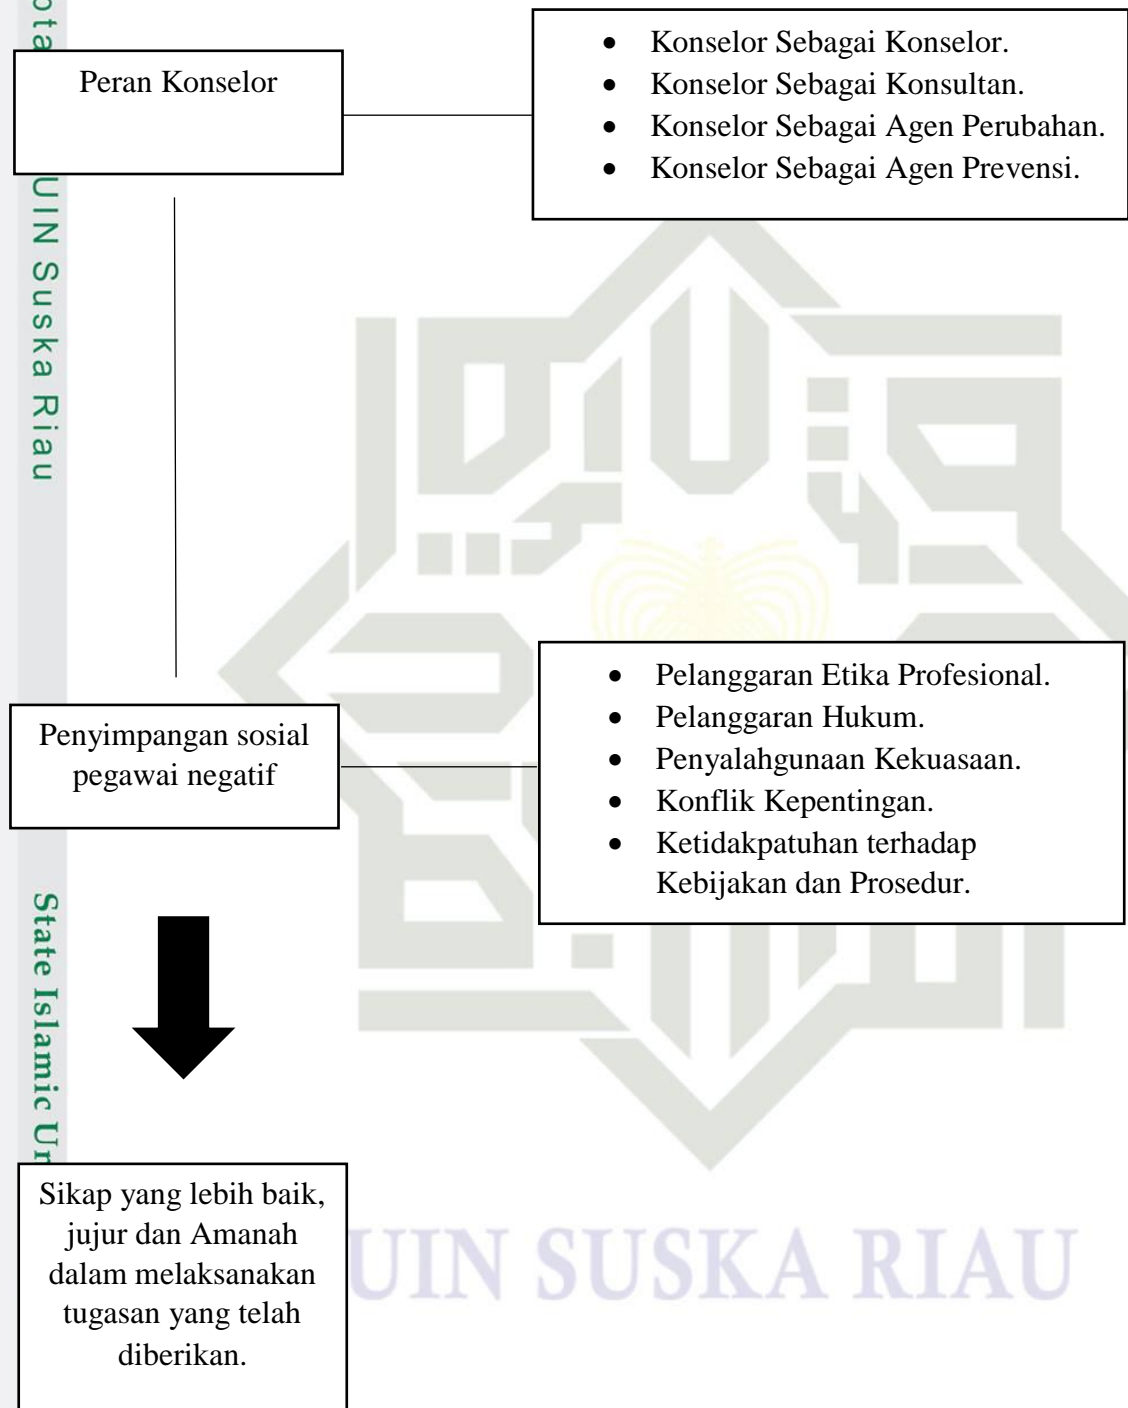 Peran Konselor
• Konselor Sebagai Konselor.
• Konselor Sebagai Konsultan.
• Konselor Sebagai Agen Perubahan.
• Konselor Sebagai Agen Prevensi.
UIN Suska Riau
Penyimpangan sosial
pegawai negatif
• Pelanggaran Etika Profesional.
• Pelanggaran Hukum.
• Penyalahgunaan Kekuasaan.
• Konflik Kepentingan.
• Ketidakpatuhan terhadap
Kebijakan dan Prosedur.
State Islamic
Sikap yang lebih baik,
jujur dan Amanah
dalam melaksanakan
tugasan yang telah
diberikan.
UIN SUSKA RIAU